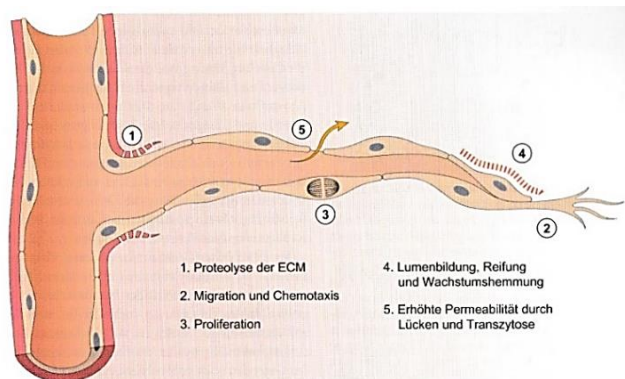 1
5
4
3
2
1. Proteolyse der ECM
2. Migration und Chemotaxis
3. Proliferation
4. Lumenbildung, Reifung
und Wachstumshemmung
5. Erhöhte Permeabilität durch
Lücken und Transzytose